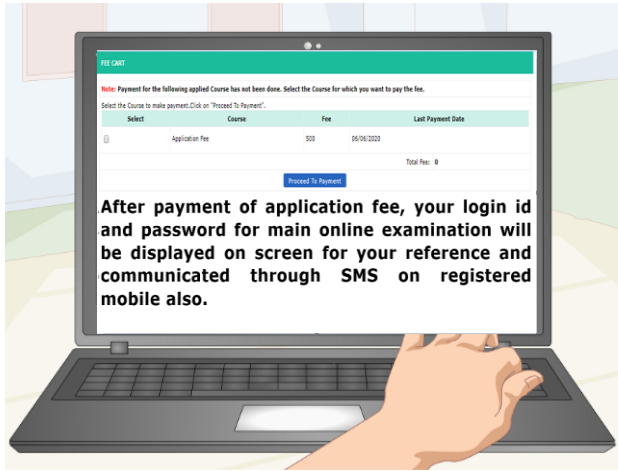 FEE CART
Note: Payment for the following applied Course has not been done. Select the Course for which you want to pay the fee.
Select the Course to make payment.Click on "Proceed To Payment".
Select Course Fee Last Payment Date
Application Fee 500 06/06/2020
Total Fee: 0
Proceed To Payment
After payment of application fee, your login id
and password for main online examination will
be displayed on screen for your reference and
communicated through SMS on registered
mobile also.